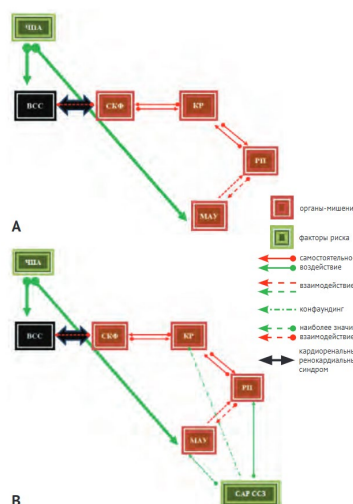 ЧПА
ВСС
СКФ
КР
РП
МАУ
А
органы-мишени
факторы риска
самостоятельно
воздействие
взаимодействие
конфаундинг
наиболее значи
взаимодействие
кардиоренальны
ренокардиальны
синдром
ЧПА
ВСС
СКФ
КР
РП
МАУ
САР ССЗ
В